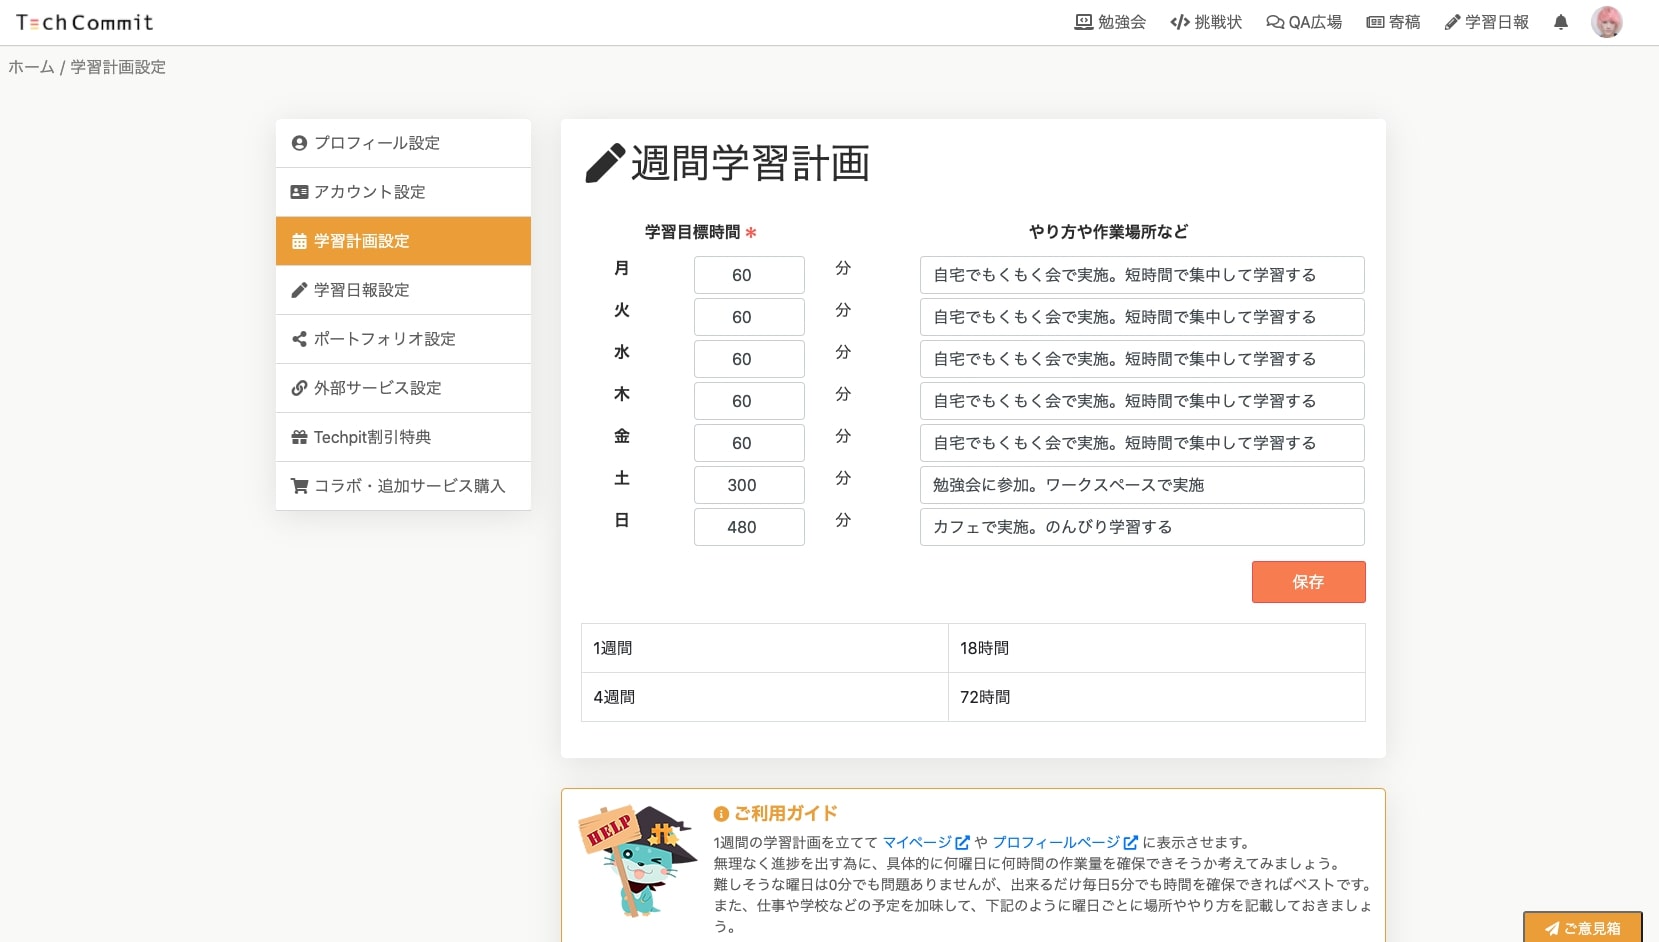 Tech Commit
勉強会 挑戦状 QA広場 寄稿 学習日報
ホーム / 学習計画設定
プロフィール設定
アカウント設定
学習計画設定
学習日報設定
ポートフォリオ設定
外部サービス設定
Techpit割引特典
コラボ・追加サービス購入
週間学習計画
学習目標時間 * やり方や作業場所など
月 60 分 自宅でもくもく会で実施。短時間で集中して学習する
火 60 分 自宅でもくもく会で実施。短時間で集中して学習する
水 60 分 自宅でもくもく会で実施。短時間で集中して学習する
木 60 分 自宅でもくもく会で実施。短時間で集中して学習する
金 60 分 自宅でもくもく会で実施。短時間で集中して学習する
土 300 分 勉強会に参加。ワークスペースで実施
日 480 分 カフェで実施。のんびり学習する
保存
1週間 18時間
4週間 72時間
HELP
ご利用ガイド
1週間の学習計画を立てて マイページ や プロフィールページ に表示させます。
無理なく進捗を出す為に、具体的に何曜日に何時間の作業量を確保できそうか考えてみましょう。
難しそうな曜日は0分でも問題ありませんが、出来るだけ毎日5分でも時間を確保できればベストです。
また、仕事や学校などの予定を加味して、下記のように曜日ごとに場所ややり方を記載しておきましょ
う。
ご意見箱